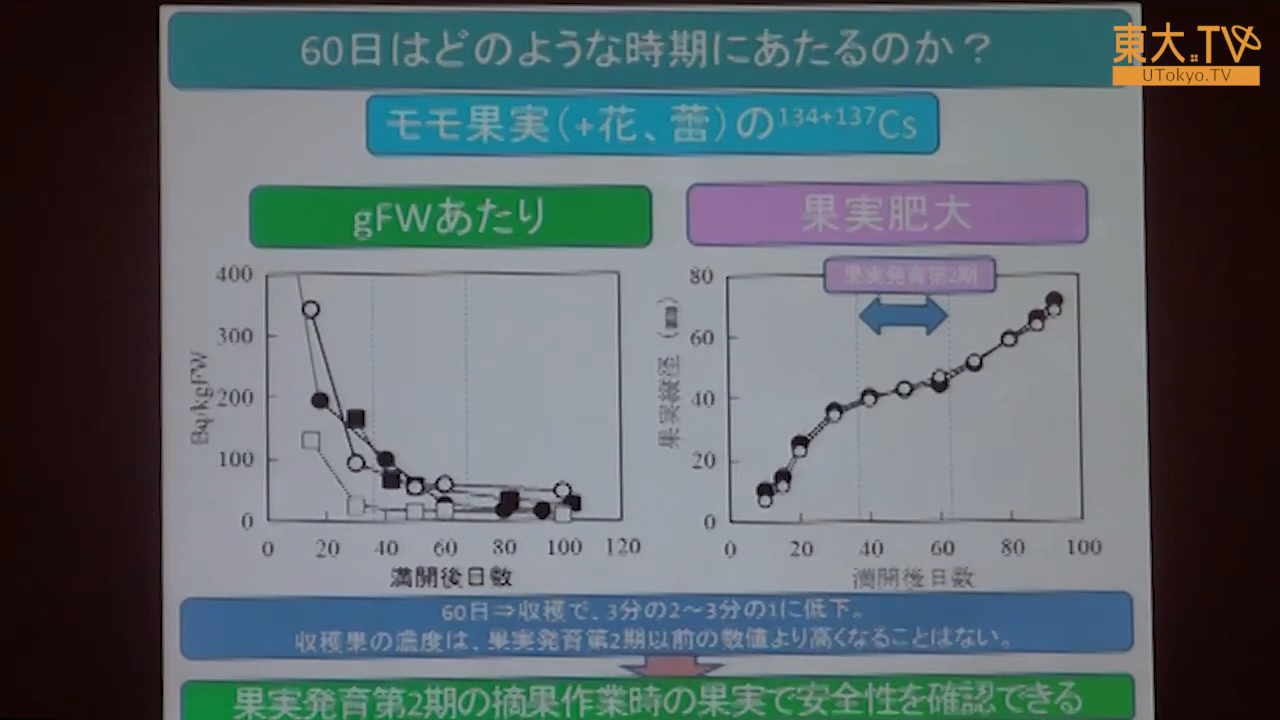 60日はどのような時期にあたるのか？
東大.TV
UTokyo.TV
モモ果実（+花、蕾）の134+137Cs
gFWあたり
果実肥大
400
300
200
100
0
Bq/kgFW
0 20 40 60 80 100 120
満開後日数
果実発育第2期
80
60
40
20
0
果実縦径
0 20 40 60 80 100
満開後日数
60日⇒収穫で、3分の2～3分の1に低下。
収穫果の濃度は、果実発育第2期以前の数値より高くなることはない。
果実発育第2期の摘果作業時の果実で安全性を確認できる